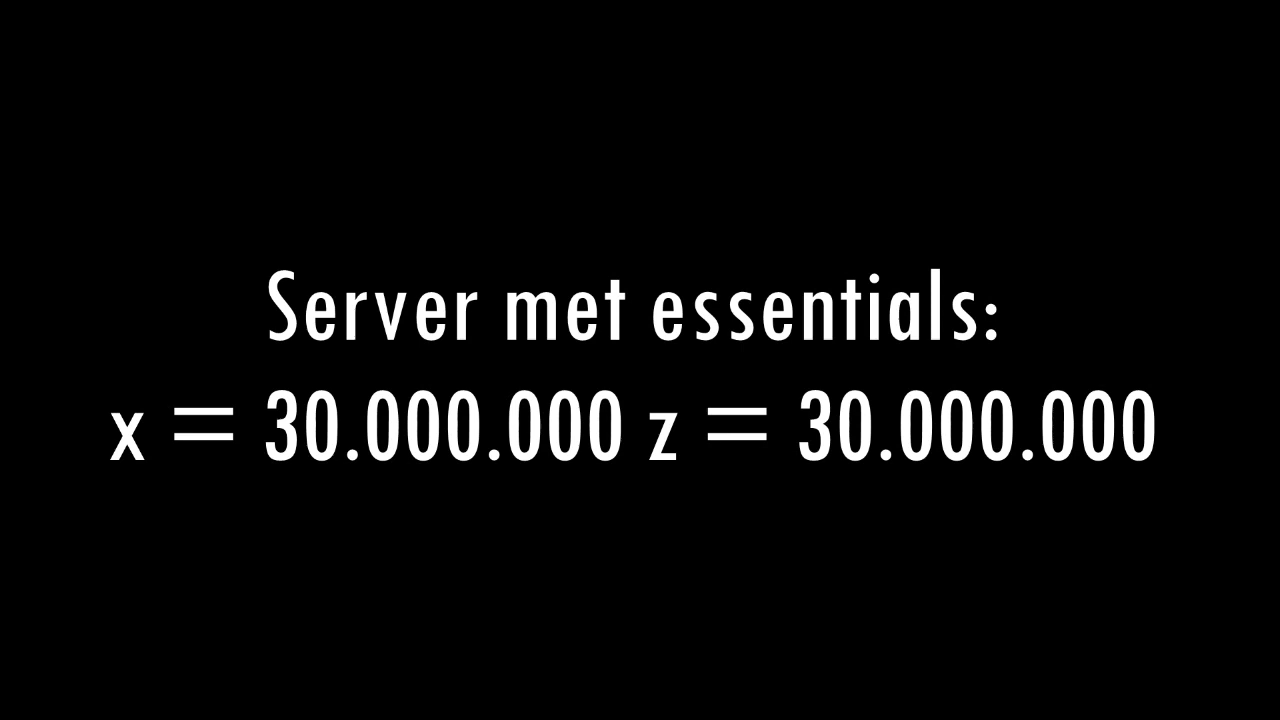 Server met essentials:
x = 30.000.000 z = 30.000.000